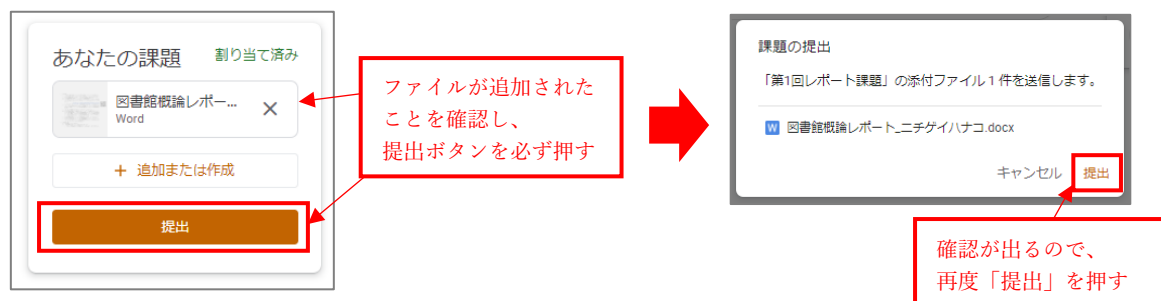 あなたの課題 割り当て済み
図書館概論レポー...
Word
+ 追加または作成
提出
ファイルが追加された
ことを確認し、
提出ボタンを必ず押す
課題の提出
「第1回レポート課題」の添付ファイル 1 件を送信します。
W 図書館概論レポート_ニチゲイハナコ.docx
キャンセル 提出
確認が出るので、
再度「提出」を押す